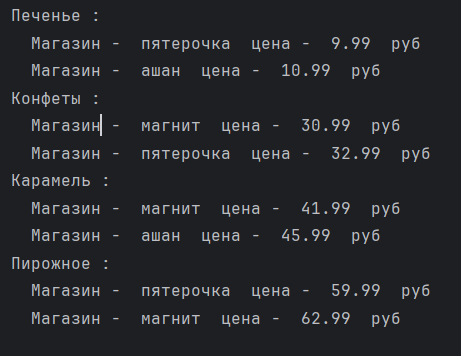 Печенье :
  Магазин -  пятерочка  цена -  9.99  руб
  Магазин -  ашан  цена -  10.99  руб
Конфеты :
  Магазин -  магнит  цена -  30.99  руб
  Магазин -  пятерочка  цена -  32.99  руб
Карамель :
  Магазин -  магнит  цена -  41.99  руб
  Магазин -  ашан  цена -  45.99  руб
Пирожное :
  Магазин -  пятерочка  цена -  59.99  руб
  Магазин -  магнит  цена -  62.99  руб